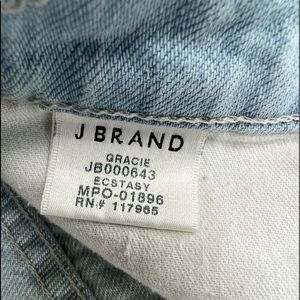 J BRAND
GRACIE
JB000643
ECSTASY
MPO-01896
RN:# 117965